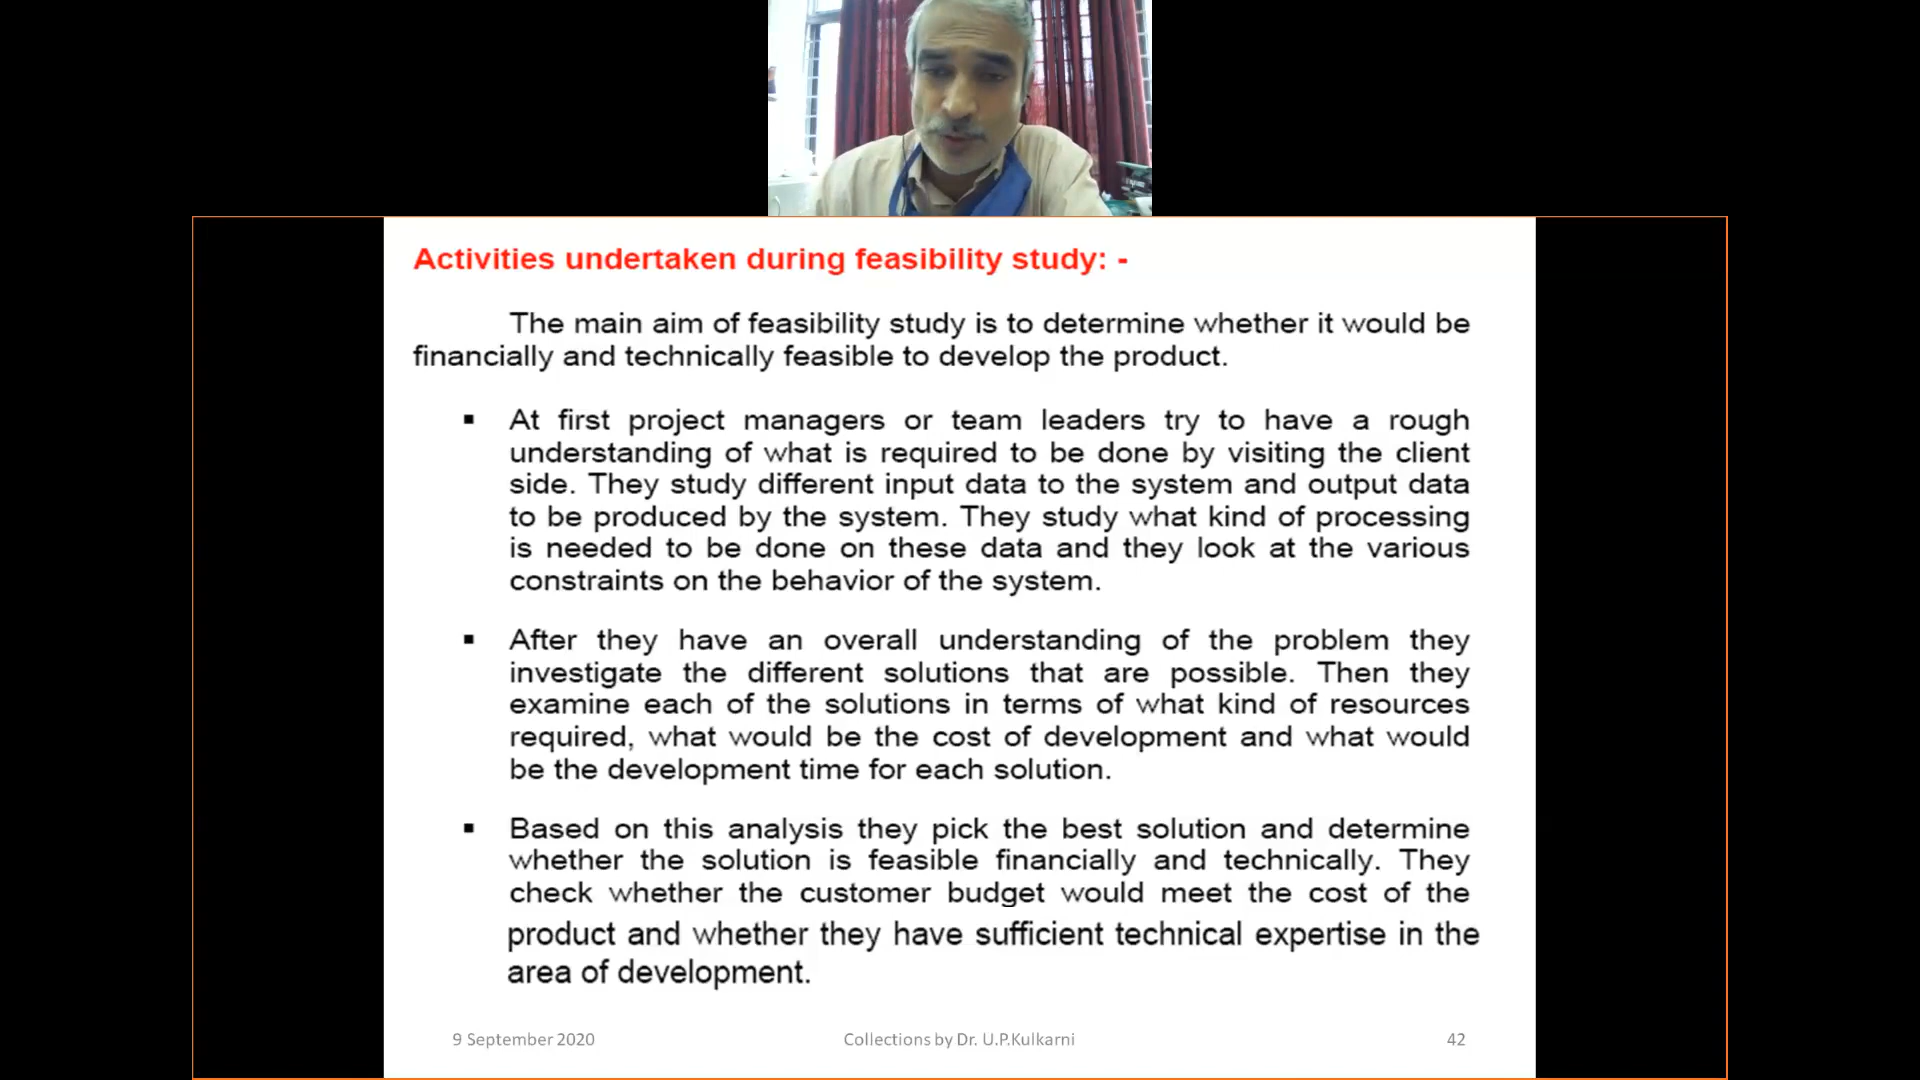 Activities undertaken during feasibility study: -
The main aim of feasibility study is to determine whether it would be
financially and technically feasible to develop the product.
▪ At first project managers or team leaders try to have a rough
understanding of what is required to be done by visiting the client
side. They study different input data to the system and output data
to be produced by the system. They study what kind of processing
is needed to be done on these data and they look at the various
constraints on the behavior of the system.
▪ After they have an overall understanding of the problem they
investigate the different solutions that are possible. Then they
examine each of the solutions in terms of what kind of resources
required, what would be the cost of development and what would
be the development time for each solution.
▪ Based on this analysis they pick the best solution and determine
whether the solution is feasible financially and technically. They
check whether the customer budget would meet the cost of the
product and whether they have sufficient technical expertise in the
area of development.
9 September 2020 Collections by Dr. U.P.Kulkarni 42